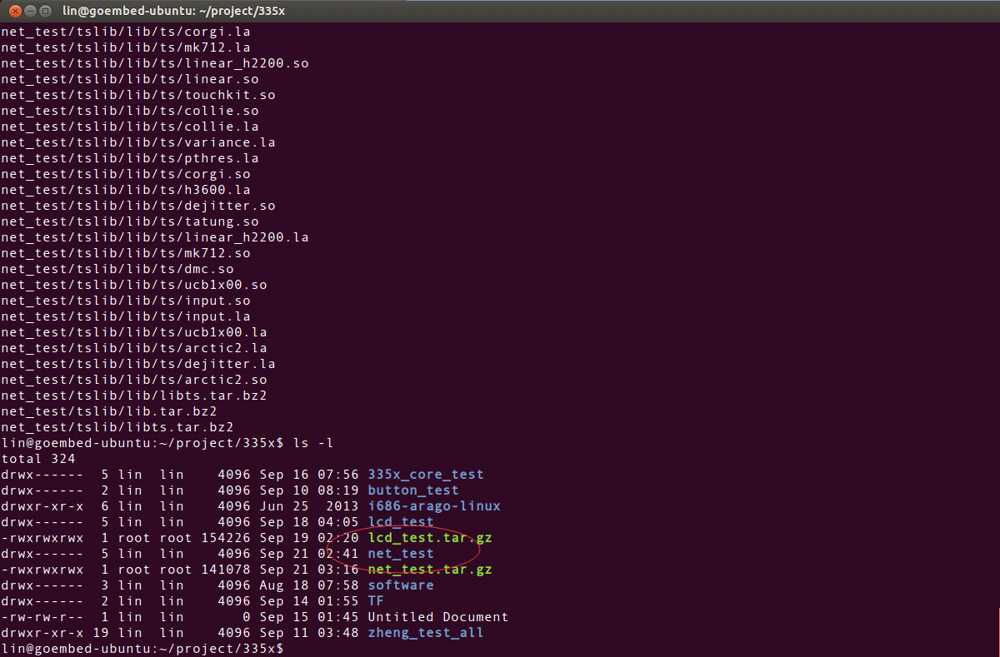 lin@goembed-ubuntu: ~/project/335x
net_test/tslib/lib/ts/corgi.la
net_test/tslib/lib/ts/mk712.la
net_test/tslib/lib/ts/linear_h2200.so
net_test/tslib/lib/ts/linear.so
net_test/tslib/lib/ts/touchkit.so
net_test/tslib/lib/ts/collie.so
net_test/tslib/lib/ts/collie.la
net_test/tslib/lib/ts/variance.la
net_test/tslib/lib/ts/pthres.la
net_test/tslib/lib/ts/corgi.so
net_test/tslib/lib/ts/h3600.la
net_test/tslib/lib/ts/dejitter.so
net_test/tslib/lib/ts/tatung.so
net_test/tslib/lib/ts/linear_h2200.la
net_test/tslib/lib/ts/mk712.so
net_test/tslib/lib/ts/dmc.so
net_test/tslib/lib/ts/ucb1x00.so
net_test/tslib/lib/ts/input.so
net_test/tslib/lib/ts/input.la
net_test/tslib/lib/ts/ucb1x00.la
net_test/tslib/lib/ts/arctic2.la
net_test/tslib/lib/ts/dejitter.la
net_test/tslib/lib/ts/arctic2.so
net_test/tslib/lib/libts.tar.bz2
net_test/tslib/lib.tar.bz2
net_test/tslib/libts.tar.bz2
lin@goembed-ubuntu:~/project/335x$ ls -l
total 324
drwx------  5 lin  lin    4096 Sep 16 07:56 335x_core_test
drwx------  2 lin  lin    4096 Sep 10 08:19 button_test
drwxr-xr-x  6 lin  lin    4096 Jun 25  2013 i686-arago-linux
drwx------  5 lin  lin    4096 Sep 18 04:05 lcd_test
-rwxrwxrwx  1 root root 154226 Sep 19 02:20 lcd_test.tar.gz
drwx------  5 lin  lin    4096 Sep 21 02:41 net_test
-rwxrwxrwx  1 root root 141078 Sep 21 03:16 net_test.tar.gz
drwx------  3 lin  lin    4096 Aug 18 07:58 software
drwx------  2 lin  lin    4096 Sep 14 01:55 TF
-rw-rw-r--  1 lin  lin       0 Sep 15 01:45 Untitled Document
drwxr-xr-x 19 lin  lin    4096 Sep 11 03:48 zheng_test_all
lin@goembed-ubuntu:~/project/335x$